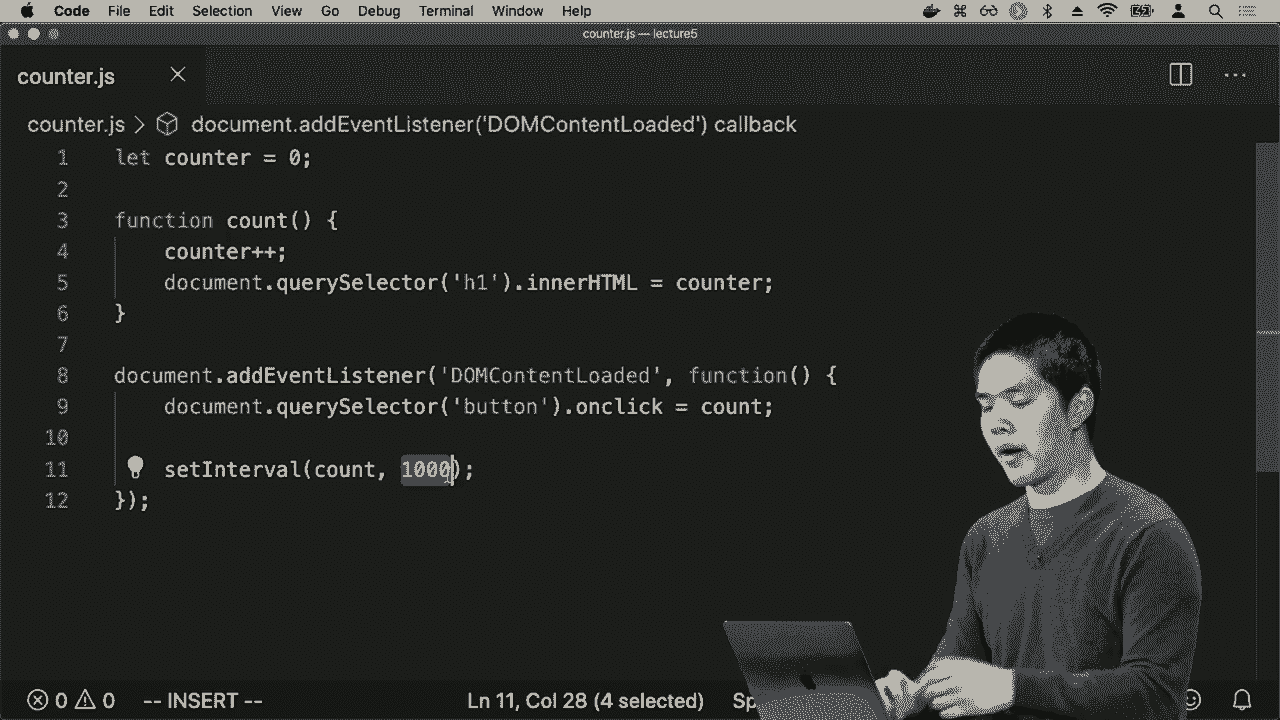 Code File Edit Selection View Go Debug Terminal Window Help
counter.js — lecture5
counter.js
counter.js > document.addEventListener('DOMContentLoaded') callback
1 let counter = 0;
2
3 function count() {
4 counter++;
5 document.querySelector('h1').innerHTML = counter;
6 }
7
8 document.addEventListener('DOMContentLoaded', function() {
9 document.querySelector('button').onclick = count;
10
11 setInterval(count, 1000);
12 });
0 0 -- INSERT -- Ln 11, Col 28 (4 selected)